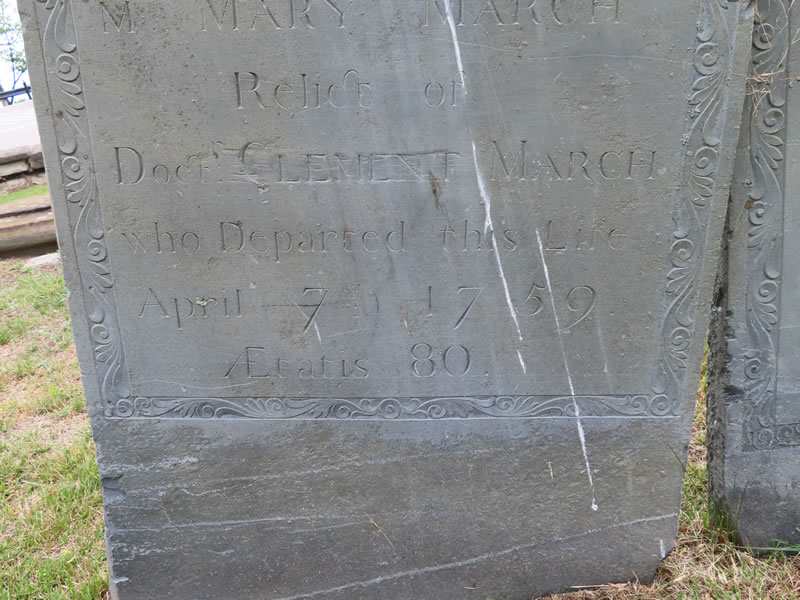 M MARY MARCH
Relict of
Doctr. CLEMENT MARCH
who Departed this Life
April 7 1759.
Ætatis 80.